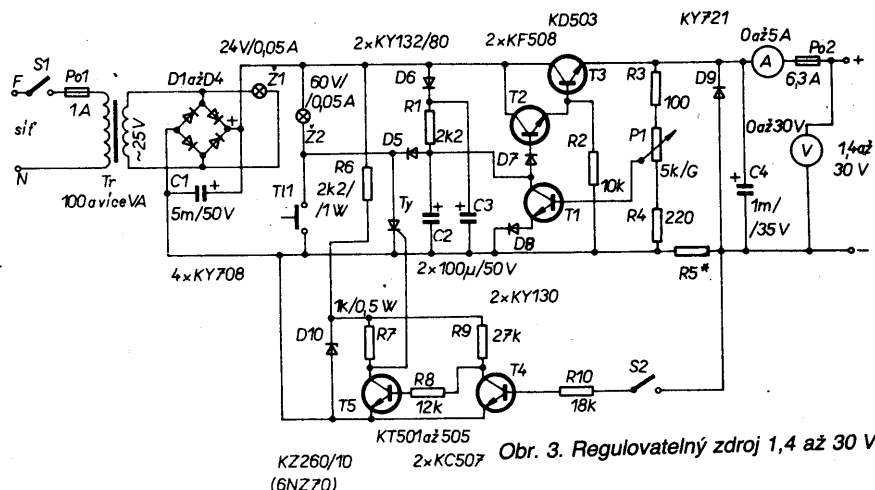 KD503
KY721
24V/0,05A
2×KY132/80
2×KF508
0až5A
S1
F
Po1
1A
D1ažD4
Ž1
60V/
/0,05A
Ž2
D6
R1
2k2
T3
R3
100
D9
A
Po2
6,3A
+
síť
~25V
+
T2
R2
10k
P1
5k/G
0až30V
V
1,4až
30 V
N
Tr
100 a více VA
C1
+
5m/50V
D5
D7
R6
2k2/
/1W
Tl1
Ty
+
C2
+
C3
T1
D8
R4
220
+
C4
1m/
/35V
R5*
−
4×KY708
2×100µ/50V
2×KY130
D10
1k/0,5W
R7
R9
27k
T5
R8
12k
T4
R10
18k
S2
KT501až505
KZ260/10
(6NZ70)
2×KC507
Obr. 3. Regulovatelný zdroj 1,4 až 30 V